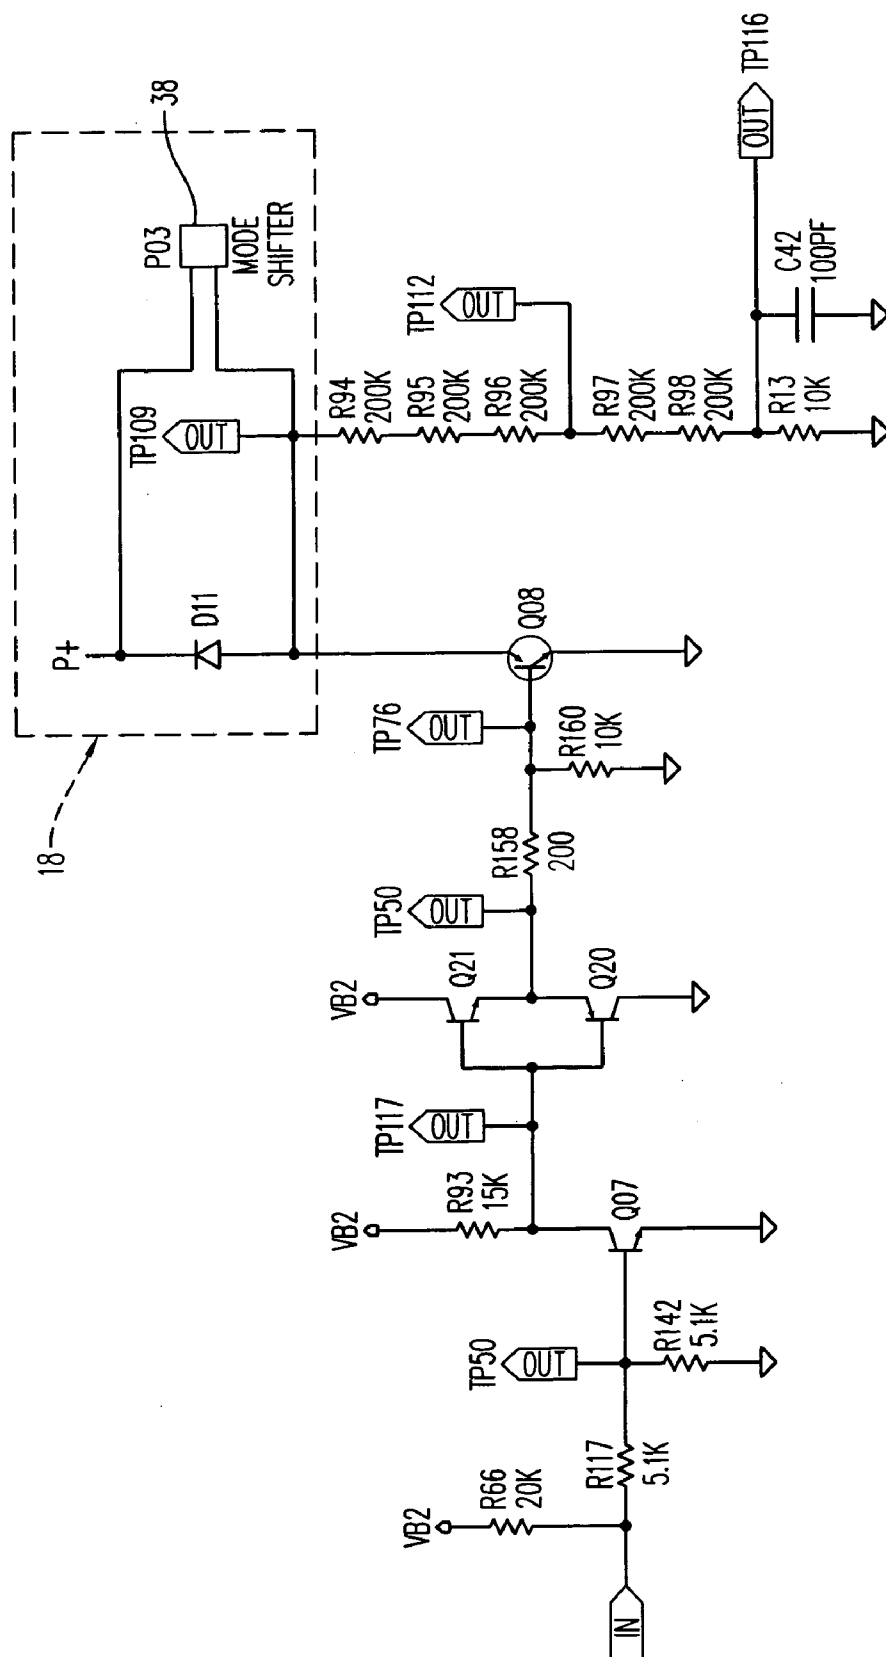 18
P+
D11
TP109
OUT
P03
MODE
SHIFTER
38
R94
200K
R95
200K
R96
200K
TP112
OUT
R97
200K
R98
200K
R13
10K
C42
100PF
OUT
TP116
IN
VB2
R66
20K
R117
5.1K
TP50
OUT
R142
5.1K
VB2
R93
15K
Q07
TP117
OUT
VB2
Q21
Q20
TP50
OUT
R158
200
TP76
OUT
R160
10K
Q08